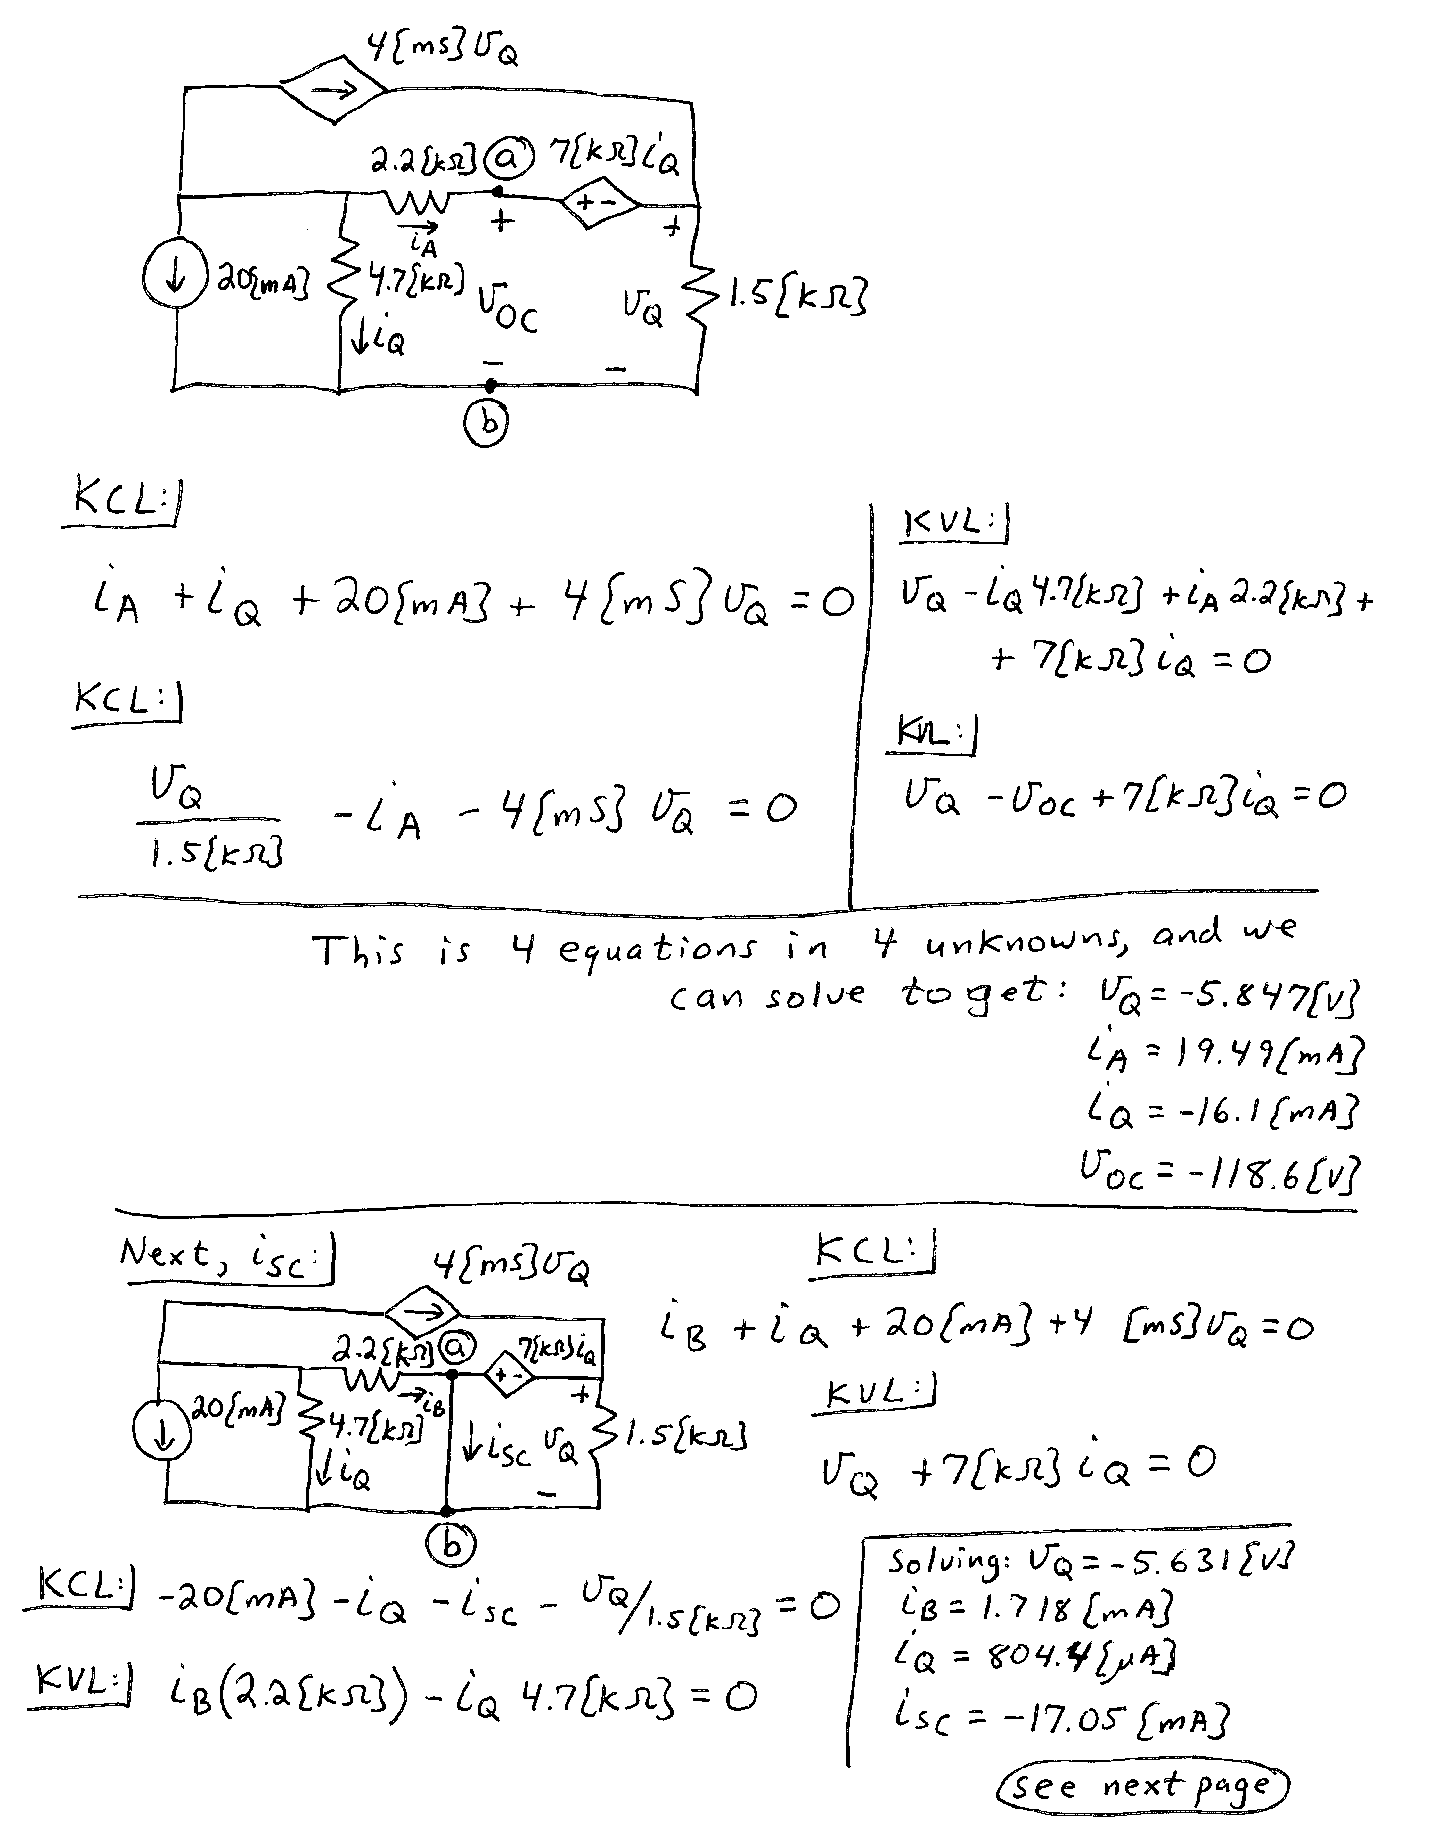 4[mS]vQ
2.2[kΩ] a 7[kΩ]iQ
+ - + +
iA
20[mA] 4.7[kΩ] vOC vQ 1.5[kΩ]
iQ
- -
b
KCL:
iA + iQ + 20[mA] + 4[mS]vQ = 0
KCL:
vQ/1.5[kΩ] - iA - 4[mS] vQ = 0
KVL:
vQ - iQ 4.7[kΩ] + iA 2.2[kΩ] +
+ 7[kΩ] iQ = 0
KVL:
vQ - vOC + 7[kΩ]iQ = 0
This is 4 equations in 4 unknowns, and we
can solve to get: vQ = -5.847[V]
iA = 19.49[mA]
iQ = -16.1[mA]
vOC = -118.6[V]
Next, iSC:
4[mS]vQ
2.2[kΩ] a 7[kΩ]iQ
+ - +
iB
20[mA] 4.7[kΩ] iSC vQ 1.5[kΩ]
iQ
-
b
KCL:
iB + iQ + 20[mA] + 4 [mS]vQ = 0
KVL:
vQ + 7[kΩ] iQ = 0
KCL: -20[mA] - iQ - iSC - vQ/1.5[kΩ] = 0
KVL: iB(2.2[kΩ]) - iQ 4.7[kΩ] = 0
Solving: vQ = -5.631[V]
iB = 1.718[mA]
iQ = 804.4[μA]
iSC = -17.05[mA]
see next page